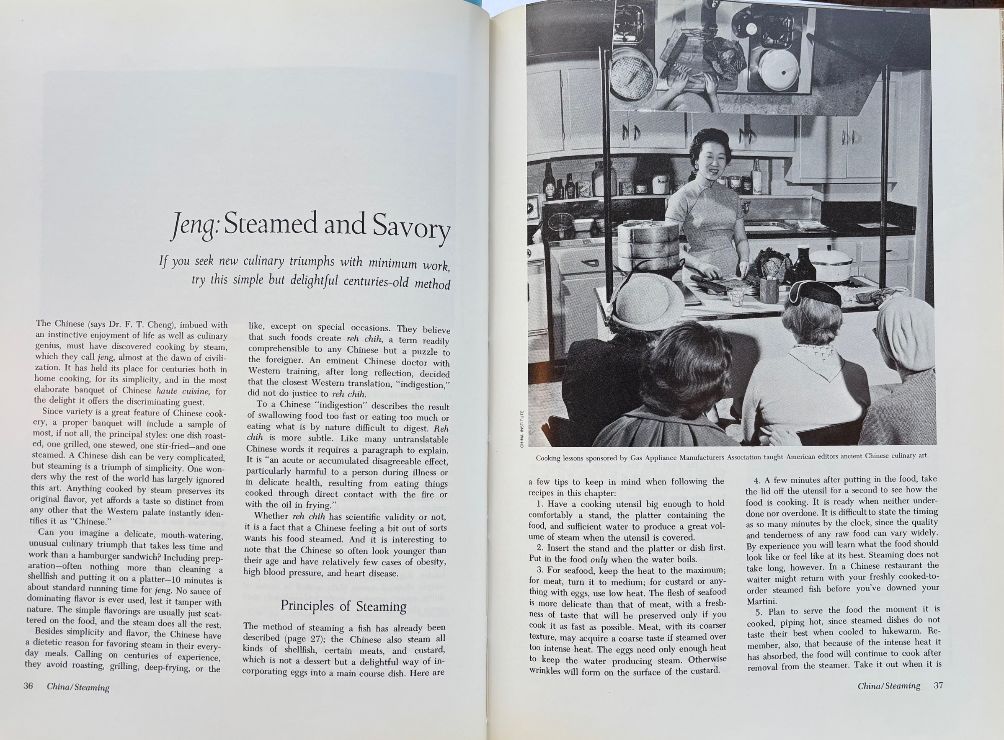 Jeng: Steamed and Savory
If you seek new culinary triumphs with minimum work,
try this simple but delightful centuries-old method
The Chinese (says Dr. F. T. Cheng), imbued with
an instinctive enjoyment of life as well as culinary
genius, must have discovered cooking by steam,
which they call jeng, almost at the dawn of civili-
zation. It has held its place for centuries both in
home cooking, for its simplicity, and in the most
elaborate banquet of Chinese haute cuisine, for
the delight it offers the discriminating guest.
Since variety is a great feature of Chinese cook-
ery, a proper banquet will include a sample of
most, if not all, the principal styles: one dish roast-
ed, one grilled, one stewed, one stir-fried—and one
steamed. A Chinese dish can be very complicated,
but steaming is a triumph of simplicity. One won-
ders why the rest of the world has largely ignored
this art. Anything cooked by steam preserves its
original flavor, yet affords a taste so distinct from
any other that the Western palate instantly iden-
tifies it as "Chinese."
Can you imagine a delicate, mouth-watering,
unusual culinary triumph that takes less time and
work than a hamburger sandwich? Including prep-
aration—often nothing more than cleaning a
shellfish and putting it on a platter—10 minutes is
about standard running time for jeng. No sauce of
dominating flavor is ever used, lest it tamper with
nature. The simple flavorings are usually just scat-
tered on the food, and the steam does all the rest.
Besides simplicity and flavor, the Chinese have
a dietetic reason for favoring steam in their every-
day meals. Calling on centuries of experience,
they avoid roasting, grilling, deep-frying, or the
like, except on special occasions. They believe
that such foods create reh chih, a term readily
comprehensible to any Chinese but a puzzle to
the foreigner. An eminent Chinese doctor with
Western training, after long reflection, decided
that the closest Western translation, "indigestion,"
did not do justice to reh chih.
To a Chinese "indigestion" describes the result
of swallowing food too fast or eating too much or
eating what is by nature difficult to digest. Reh
chih is more subtle. Like many untranslatable
Chinese words it requires a paragraph to explain.
It is "an acute or accumulated disagreeable effect,
particularly harmful to a person during illness or
in delicate health, resulting from eating things
cooked through direct contact with the fire or
with the oil in frying."
Whether reh chih has scientific validity or not,
it is a fact that a Chinese feeling a bit out of sorts
wants his food steamed. And it is interesting to
note that the Chinese so often look younger than
their age and have relatively few cases of obesity,
high blood pressure, and heart disease.
Principles of Steaming
The method of steaming a fish has already been
described (page 27); the Chinese also steam all
kinds of shellfish, certain meats, and custard,
which is not a dessert but a delightful way of in-
corporating eggs into a main course dish. Here are
36 China/Steaming
CHINA INSTITUTE
Cooking lessons sponsored by Gas Appliance Manufacturers Association taught American editors ancient Chinese culinary art.
a few tips to keep in mind when following the
recipes in this chapter:
1. Have a cooking utensil big enough to hold
comfortably a stand, the platter containing the
food, and sufficient water to produce a great vol-
ume of steam when the utensil is covered.
2. Insert the stand and the platter or dish first.
Put in the food only when the water boils.
3. For seafood, keep the heat to the maximum;
for meat, turn it to medium; for custard or any-
thing with eggs, use low heat. The flesh of seafood
is more delicate than that of meat, with a fresh-
ness of taste that will be preserved only if you
cook it as fast as possible. Meat, with its coarser
texture, may acquire a coarse taste if steamed over
too intense heat. The eggs need only enough heat
to keep the water producing steam. Otherwise
wrinkles will form on the surface of the custard.
4. A few minutes after putting in the food, take
the lid off the utensil for a second to see how the
food is cooking. It is ready when neither under-
done nor overdone. It is difficult to state the timing
as so many minutes by the clock, since the quality
and tenderness of any raw food can vary widely.
By experience you will learn what the food should
look like or feel like at its best. Steaming does not
take long, however. In a Chinese restaurant the
waiter might return with your freshly cooked-to-
order steamed fish before you've downed your
Martini.
5. Plan to serve the food the moment it is
cooked, piping hot, since steamed dishes do not
taste their best when cooled to lukewarm. Re-
member, also, that because of the intense heat it
has absorbed, the food will continue to cook after
removal from the steamer. Take it out when it is
China/Steaming 37